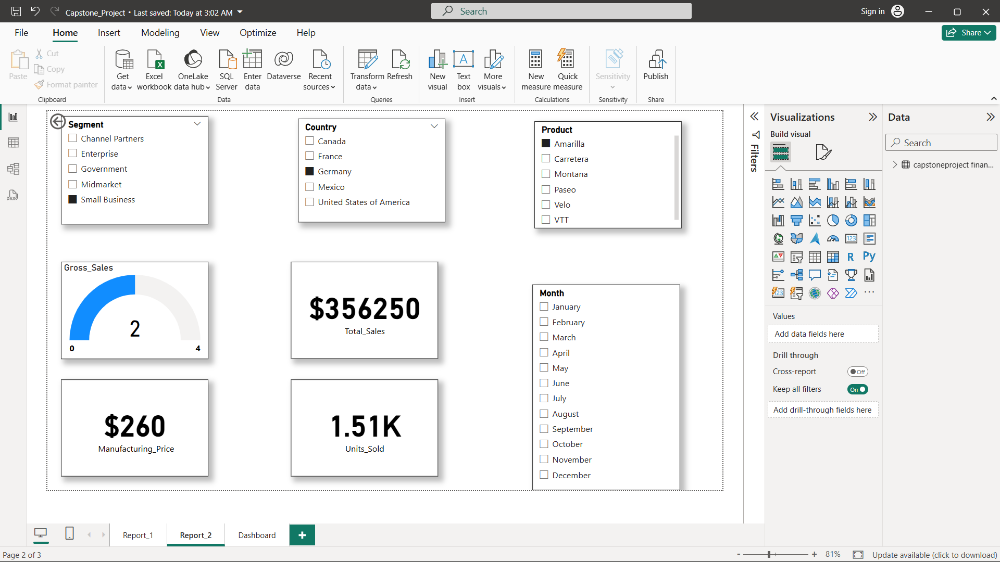 Capstone_Project • Last saved: Today at 3:02 AM
Search
Sign in
File
Home
Insert
Modeling
View
Optimize
Help
Share
Paste
Cut
Copy
Format painter
Clipboard
Get data
Excel workbook
OneLake data hub
SQL Server
Enter data
Dataverse
Recent sources
Data
Transform data
Refresh
Queries
New visual
Text box
More visuals
Insert
New measure
Quick measure
Calculations
Sensitivity
Sensitivity
Publish
Share
Segment
Channel Partners
Enterprise
Government
Midmarket
Small Business
Country
Canada
France
Germany
Mexico
United States of America
Product
Amarilla
Carretera
Montana
Paseo
Velo
VTT
Gross_Sales
2
0
4
$356250
Total_Sales
$260
Manufacturing_Price
1.51K
Units_Sold
Month
January
February
March
April
May
June
July
August
September
October
November
December
Filters
Visualizations
Build visual
Values
Add data fields here
Drill through
Cross-report
Off
Keep all filters
On
Add drill-through fields here
Data
Search
capstoneproject finan...
DAX
123
R
Py
123
Report_1
Report_2
Dashboard
+
Page 2 of 3
-
+
81%
Update available (click to download)